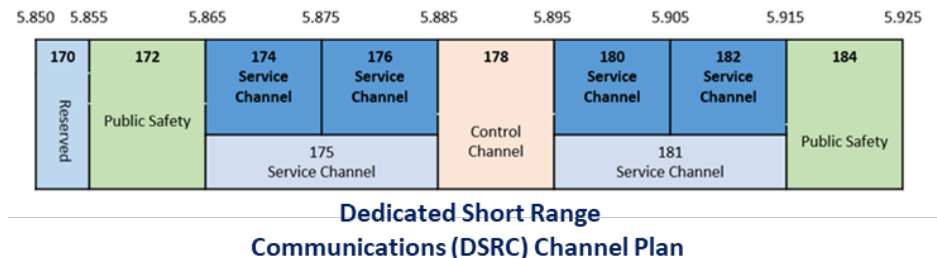 5.850 5.855 5.865 5.875 5.885 5.895 5.905 5.915 5.925
170 172 174 176 178 180 182 184
Service Service Service Service
Channel Channel Channel Channel
Reserved
Public Safety
Control
Channel
Public Safety
175 181
Service Channel Service Channel
Dedicated Short Range
Communications (DSRC) Channel Plan